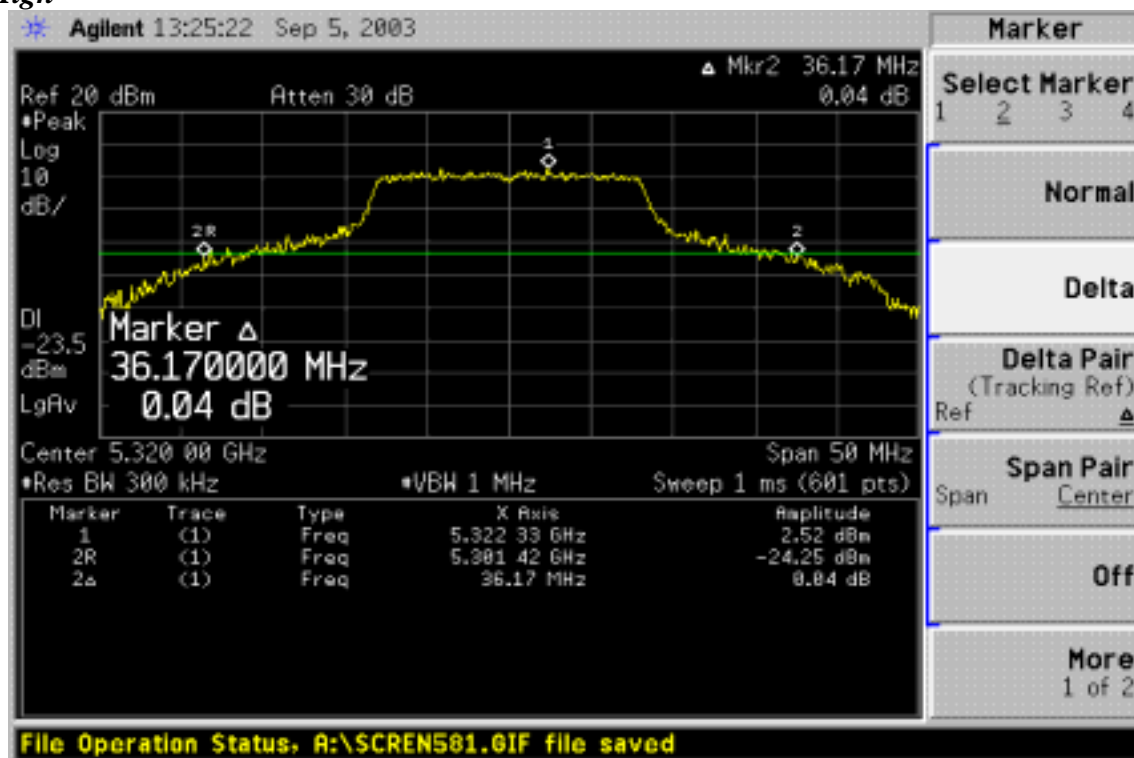 Agilent 13:25:22 Sep 5, 2003
Marker
Δ Mkr2 36.17 MHz
Ref 20 dBm Atten 30 dB 0.04 dB
#Peak
Log
10
dB/
1
2R
2
DI
-23.5
dBm
LgAv
Marker Δ
36.170000 MHz
0.04 dB
Center 5.320 00 GHz Span 50 MHz
#Res BW 300 kHz #VBW 1 MHz Sweep 1 ms (601 pts)
Marker Trace Type X Axis Amplitude
1 (1) Freq 5.322 33 GHz 2.52 dBm
2R (1) Freq 5.301 42 GHz -24.25 dBm
2Δ (1) Freq 36.17 MHz 0.04 dB
Select Marker
1 2 3 4
Normal
Delta
Delta Pair
(Tracking Ref)
Ref Δ
Span Pair
Span Center
Off
More
1 of 2
File Operation Status, A:\SCREN581.GIF file saved